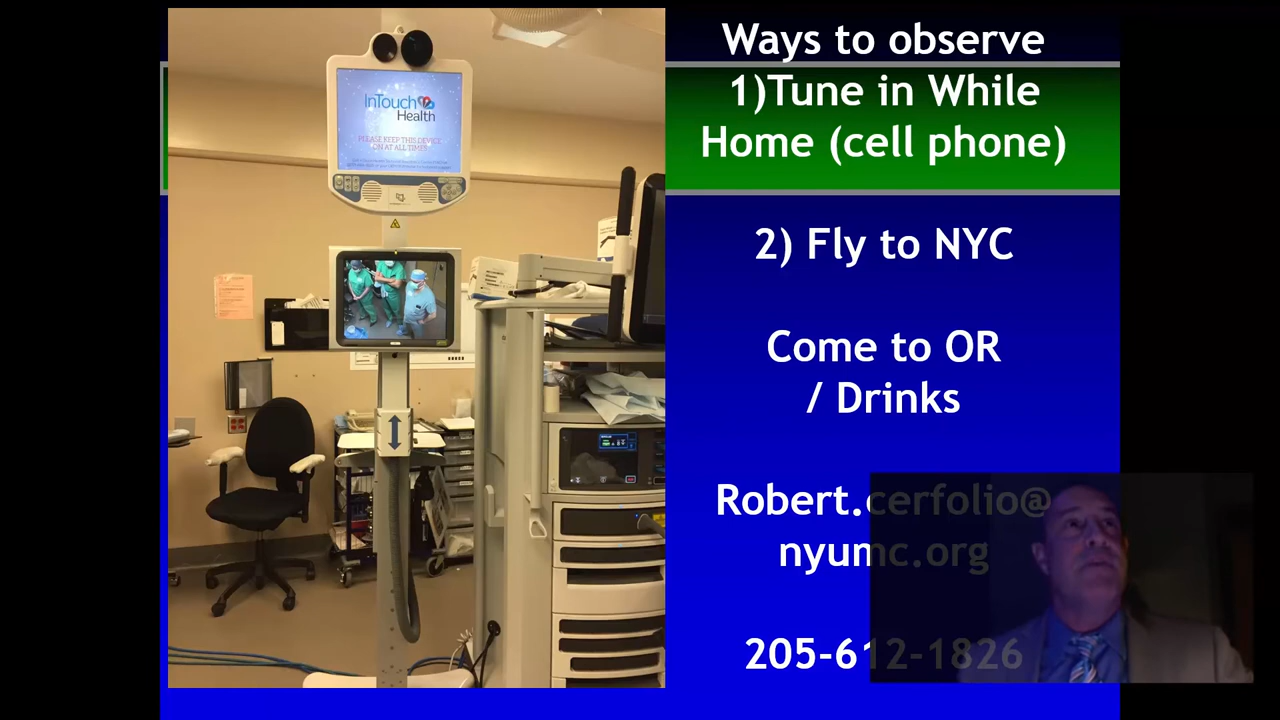 InTouch
Health
PLEASE KEEP THIS DEVICE
ON AT ALL TIMES
Ways to observe
1)Tune in While
Home (cell phone)
2) Fly to NYC
Come to OR
/ Drinks
Robert.cerfolio@
nyumc.org
205-612-1826